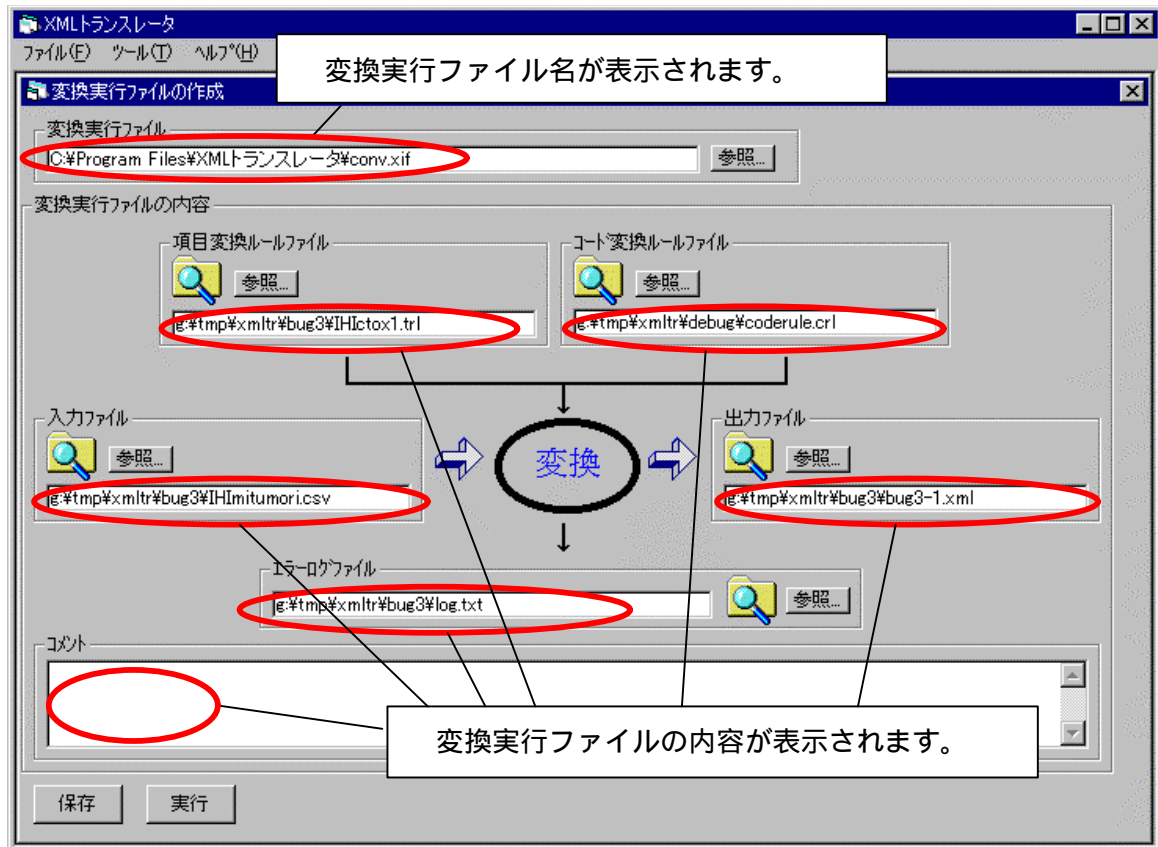 XMLトランスレータ
ファイル(F) ツール(T) ヘルプ(H)
変換実行ファイル名が表示されます。
変換実行ファイルの作成
変換実行ファイル
C:¥Program Files¥XMLトランスレータ¥conv.xif
参照...
変換実行ファイルの内容
項目変換ルールファイル
コード変換ルールファイル
参照...
参照...
g:¥tmp¥xmltr¥bug3¥IHIctox1.trl
g:¥tmp¥xmltr¥debug¥coderule.crl
入力ファイル
出力ファイル
参照...
変換
参照...
g:¥tmp¥xmltr¥bug3¥IHImitumori.csv
g:¥tmp¥xmltr¥bug3¥bug3-1.xml
エラーログファイル
g:¥tmp¥xmltr¥bug3¥log.txt
参照...
コメント
変換実行ファイルの内容が表示されます。
保存
実行